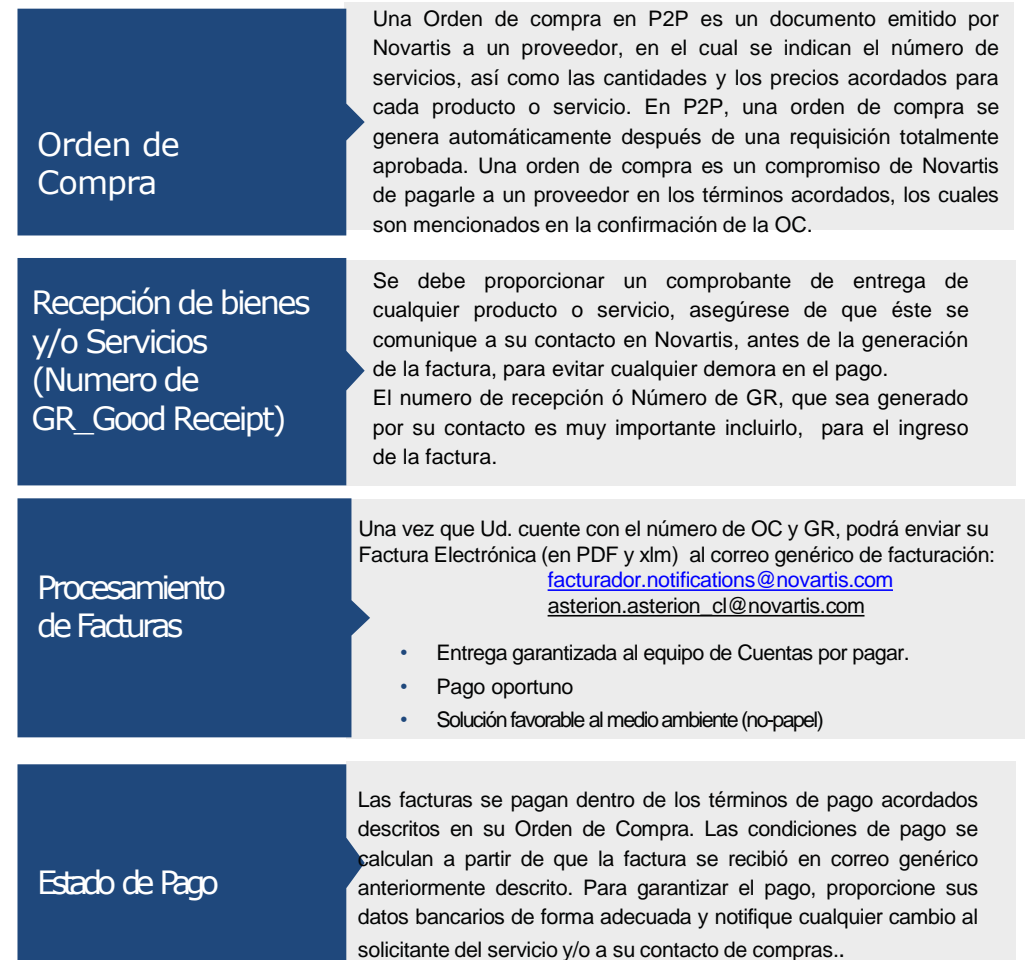 Orden de
Compra
Una Orden de compra en P2P es un documento emitido por
Novartis a un proveedor, en el cual se indican el número de
servicios, así como las cantidades y los precios acordados para
cada producto o servicio. En P2P, una orden de compra se
genera automáticamente después de una requisición totalmente
aprobada. Una orden de compra es un compromiso de Novartis
de pagarle a un proveedor en los términos acordados, los cuales
son mencionados en la confirmación de la OC.
Recepción de bienes
y/o Servicios
(Numero de
GR_Good Receipt)
Se debe proporcionar un comprobante de entrega de
cualquier producto o servicio, asegúrese de que éste se
comunique a su contacto en Novartis, antes de la generación
de la factura, para evitar cualquier demora en el pago.
El numero de recepción ó Número de GR, que sea generado
por su contacto es muy importante incluirlo, para el ingreso
de la factura.
Procesamiento
de Facturas
Una vez que Ud. cuente con el número de OC y GR, podrá enviar su
Factura Electrónica (en PDF y xlm) al correo genérico de facturación:
facturador.notifications@novartis.com
asterion.asterion_cl@novartis.com
• Entrega garantizada al equipo de Cuentas por pagar.
• Pago oportuno
• Solución favorable al medio ambiente (no-papel)
Estado de Pago
Las facturas se pagan dentro de los términos de pago acordados
descritos en su Orden de Compra. Las condiciones de pago se
calculan a partir de que la factura se recibió en correo genérico
anteriormente descrito. Para garantizar el pago, proporcione sus
datos bancarios de forma adecuada y notifique cualquier cambio al
solicitante del servicio y/o a su contacto de compras..